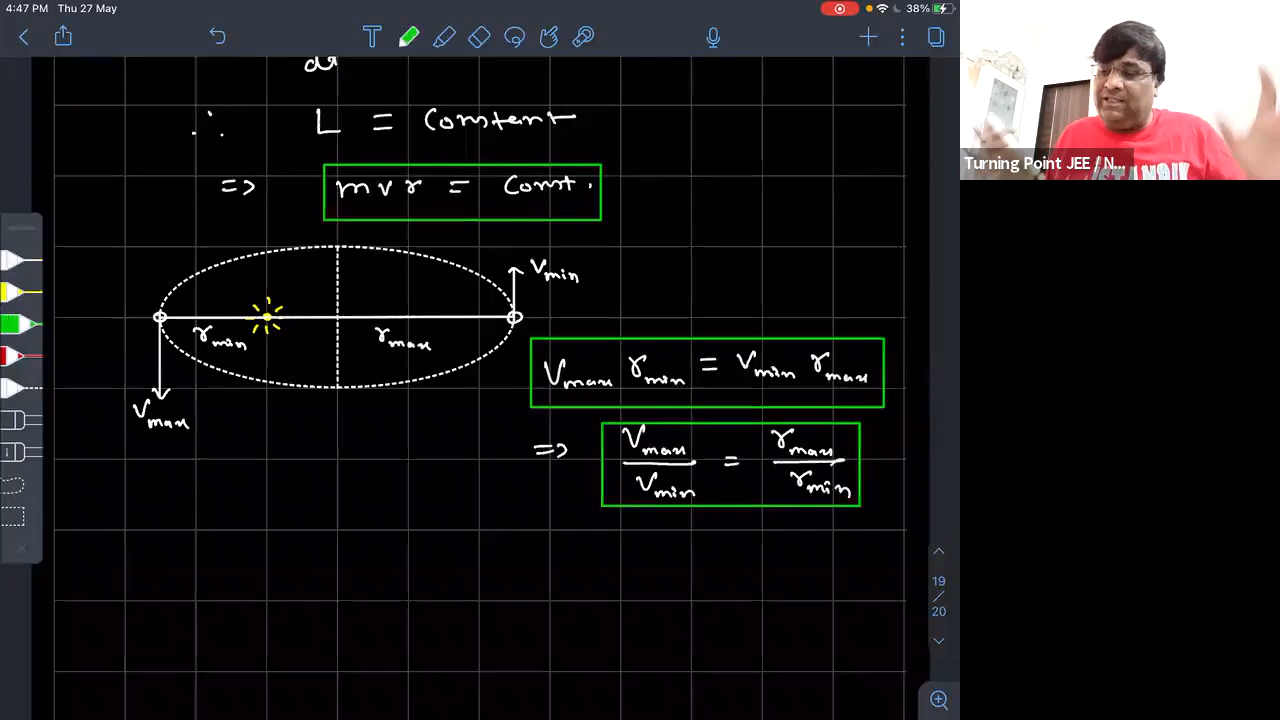 4:47 PM Thu 27 May
38%
∴ L = Constant
=> m v r = Const.
Vmin
rmin rmax
Vmax
Vmax rmin = Vmin rmax
=> Vmax / Vmin = rmax / rmin
19
20
Turning Point JEE / N...